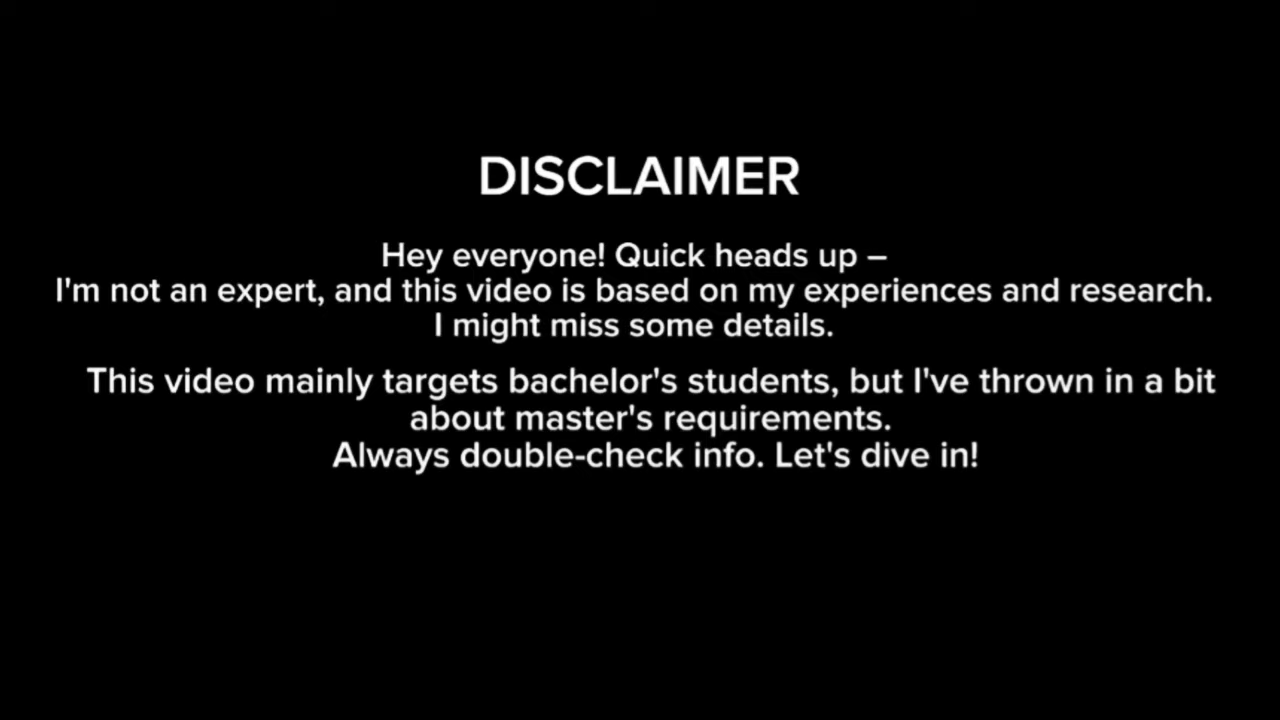 DISCLAIMER
Hey everyone! Quick heads up –
I'm not an expert, and this video is based on my experiences and research.
I might miss some details.
This video mainly targets bachelor's students, but I've thrown in a bit
about master's requirements.
Always double-check info. Let's dive in!